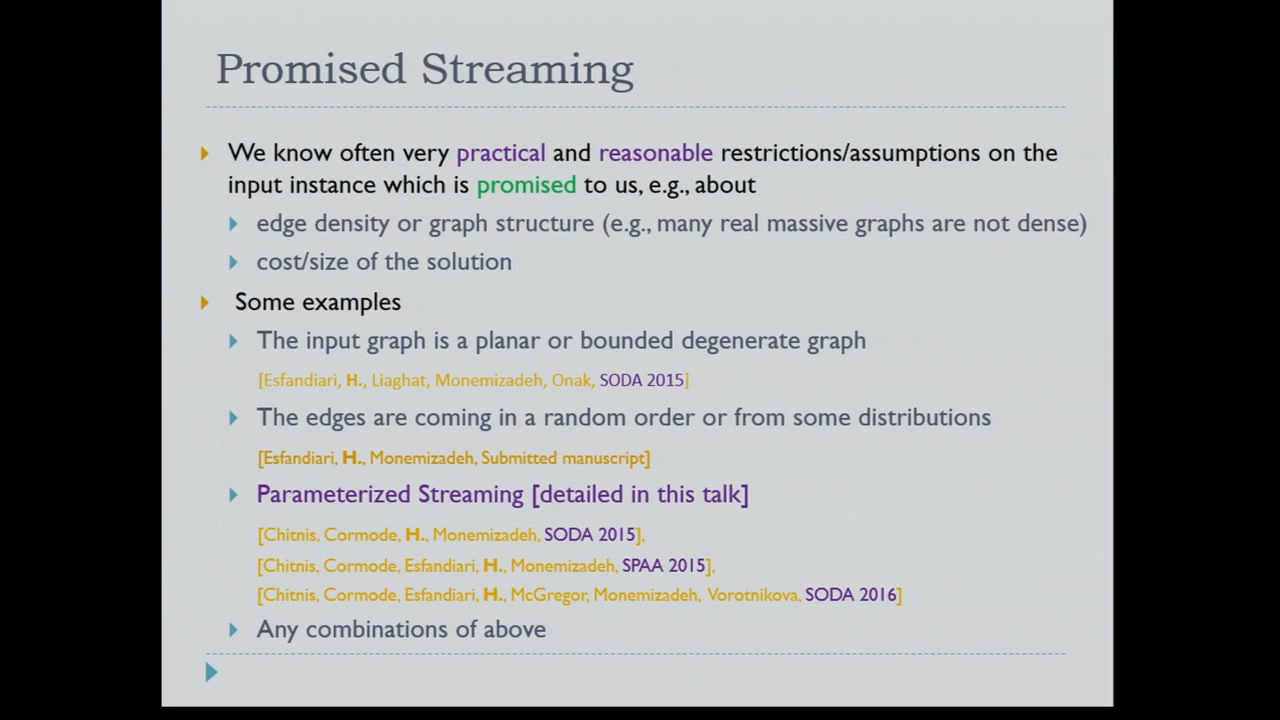 Promised Streaming
We know often very practical and reasonable restrictions/assumptions on the
input instance which is promised to us, e.g., about
edge density or graph structure (e.g., many real massive graphs are not dense)
cost/size of the solution
Some examples
The input graph is a planar or bounded degenerate graph
[Esfandiari, H., Liaghat, Monemizadeh, Onak, SODA 2015]
The edges are coming in a random order or from some distributions
[Esfandiari, H., Monemizadeh, Submitted manuscript]
Parameterized Streaming [detailed in this talk]
[Chitnis, Cormode, H., Monemizadeh, SODA 2015],
[Chitnis, Cormode, Esfandiari, H., Monemizadeh, SPAA 2015],
[Chitnis, Cormode, Esfandiari, H., McGregor, Monemizadeh, Vorotnikova, SODA 2016]
Any combinations of above